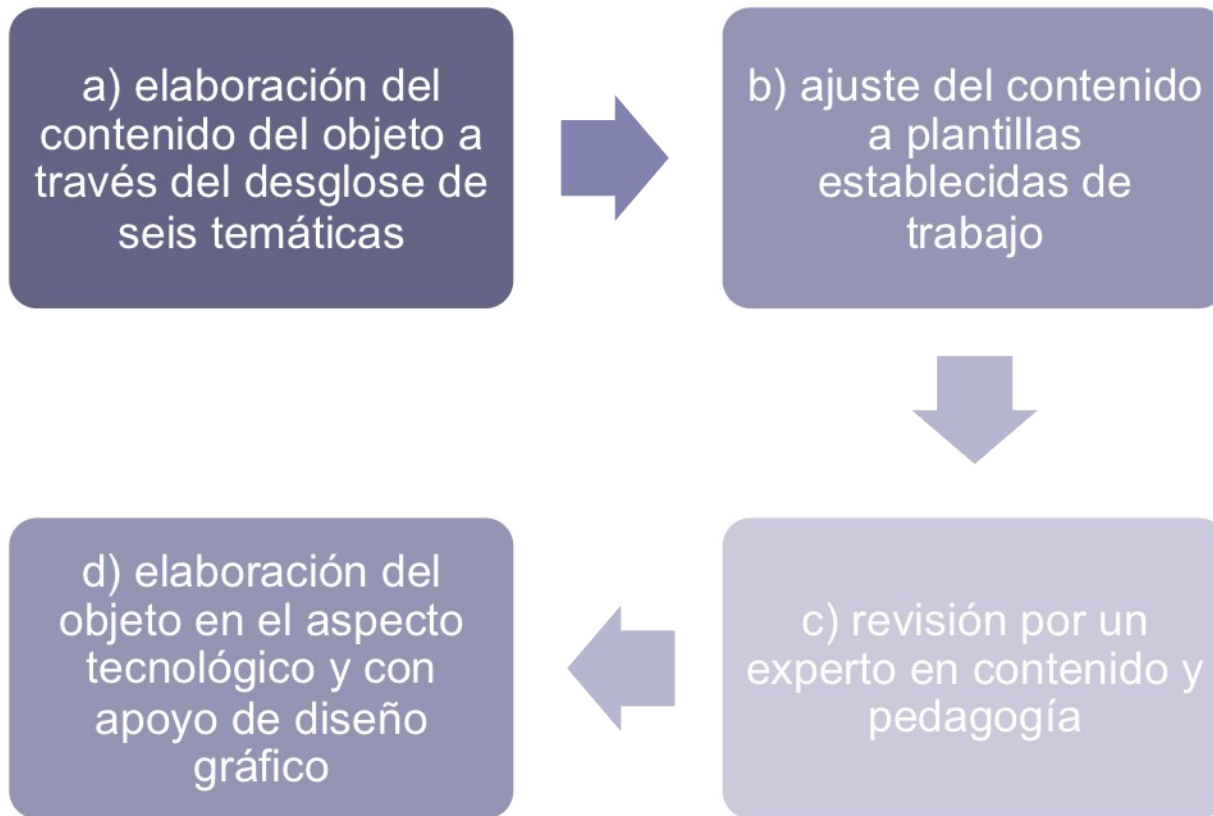 a) elaboración del
contenido del objeto a
través del desglose de
seis temáticas
b) ajuste del contenido
a plantillas
establecidas de
trabajo
c) revisión por un
experto en contenido y
pedagogía
d) elaboración del
objeto en el aspecto
tecnológico y con
apoyo de diseño
gráfico